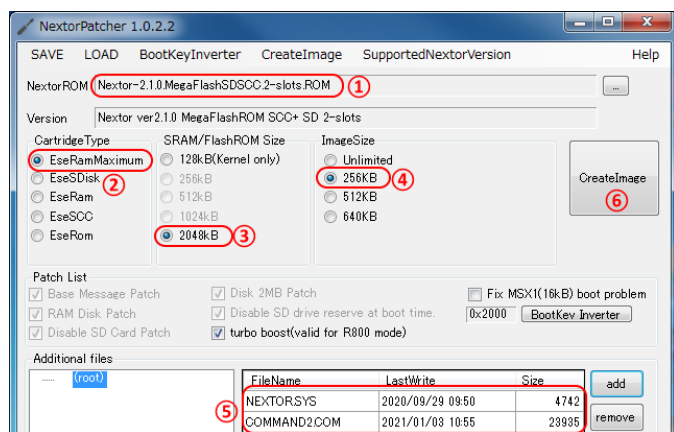 NextorPatcher 1.0.2.2
SAVE LOAD BootKeyInverter CreateImage SupportedNextorVersion Help
NextorROM Nextor-2.1.0.MegaFlashSDSCC.2-slots.ROM ① ...
Version Nextor ver2.1.0 MegaFlashROM SCC+ SD 2-slots
CartridgeType SRAM/FlashROM Size ImageSize
EseRamMaximum 128kB(Kernel only) Unlimited
EseSDisk ② 256kB 256KB ④ CreateImage
EseRam 512kB 512KB ⑥
EseSCC 1024kB 640KB
EseRom 2048kB ③
Patch List
Base Message Patch Disk 2MB Patch Fix MSX1(16kB) boot problem
RAM Disk Patch Disable SD drive reserve at boot time. 0x2000 BootKev Inverter
Disable SD Card Patch turbo boost(valid for R800 mode)
Additional files
(root) FileName LastWrite Size add
⑤ NEXTOR.SYS 2020/09/29 09:50 4742
COMMAND2.COM 2021/01/03 10:55 23935 remove